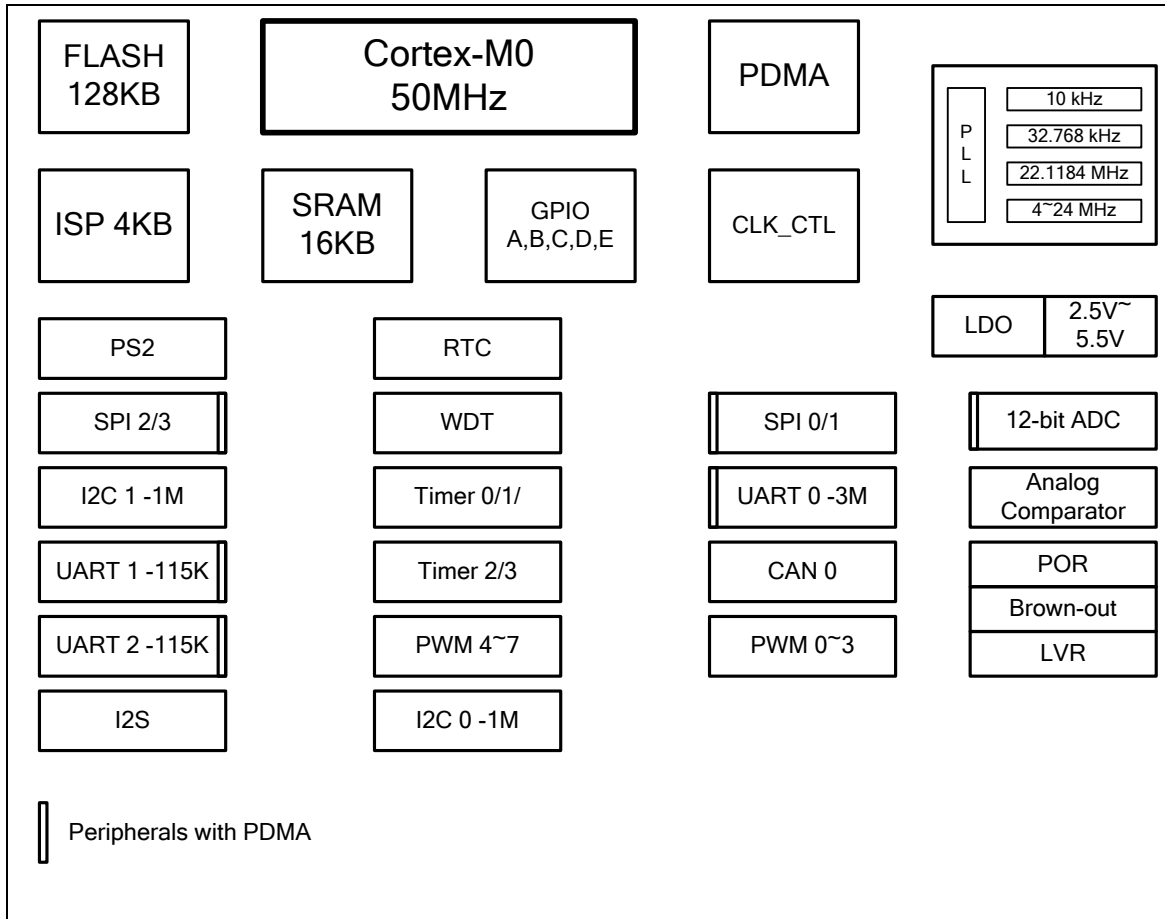 FLASH
128KB
Cortex-M0
50MHz
PDMA
P
L
L
10 kHz
32.768 kHz
22.1184 MHz
4~24 MHz
ISP 4KB
SRAM
16KB
GPIO
A,B,C,D,E
CLK_CTL
LDO
2.5V~
5.5V
PS2
RTC
SPI 2/3
WDT
SPI 0/1
12-bit ADC
I2C 1 -1M
Timer 0/1/
UART 0 -3M
Analog
Comparator
UART 1 -115K
Timer 2/3
CAN 0
POR
Brown-out
UART 2 -115K
PWM 4~7
PWM 0~3
LVR
I2S
I2C 0 -1M
Peripherals with PDMA